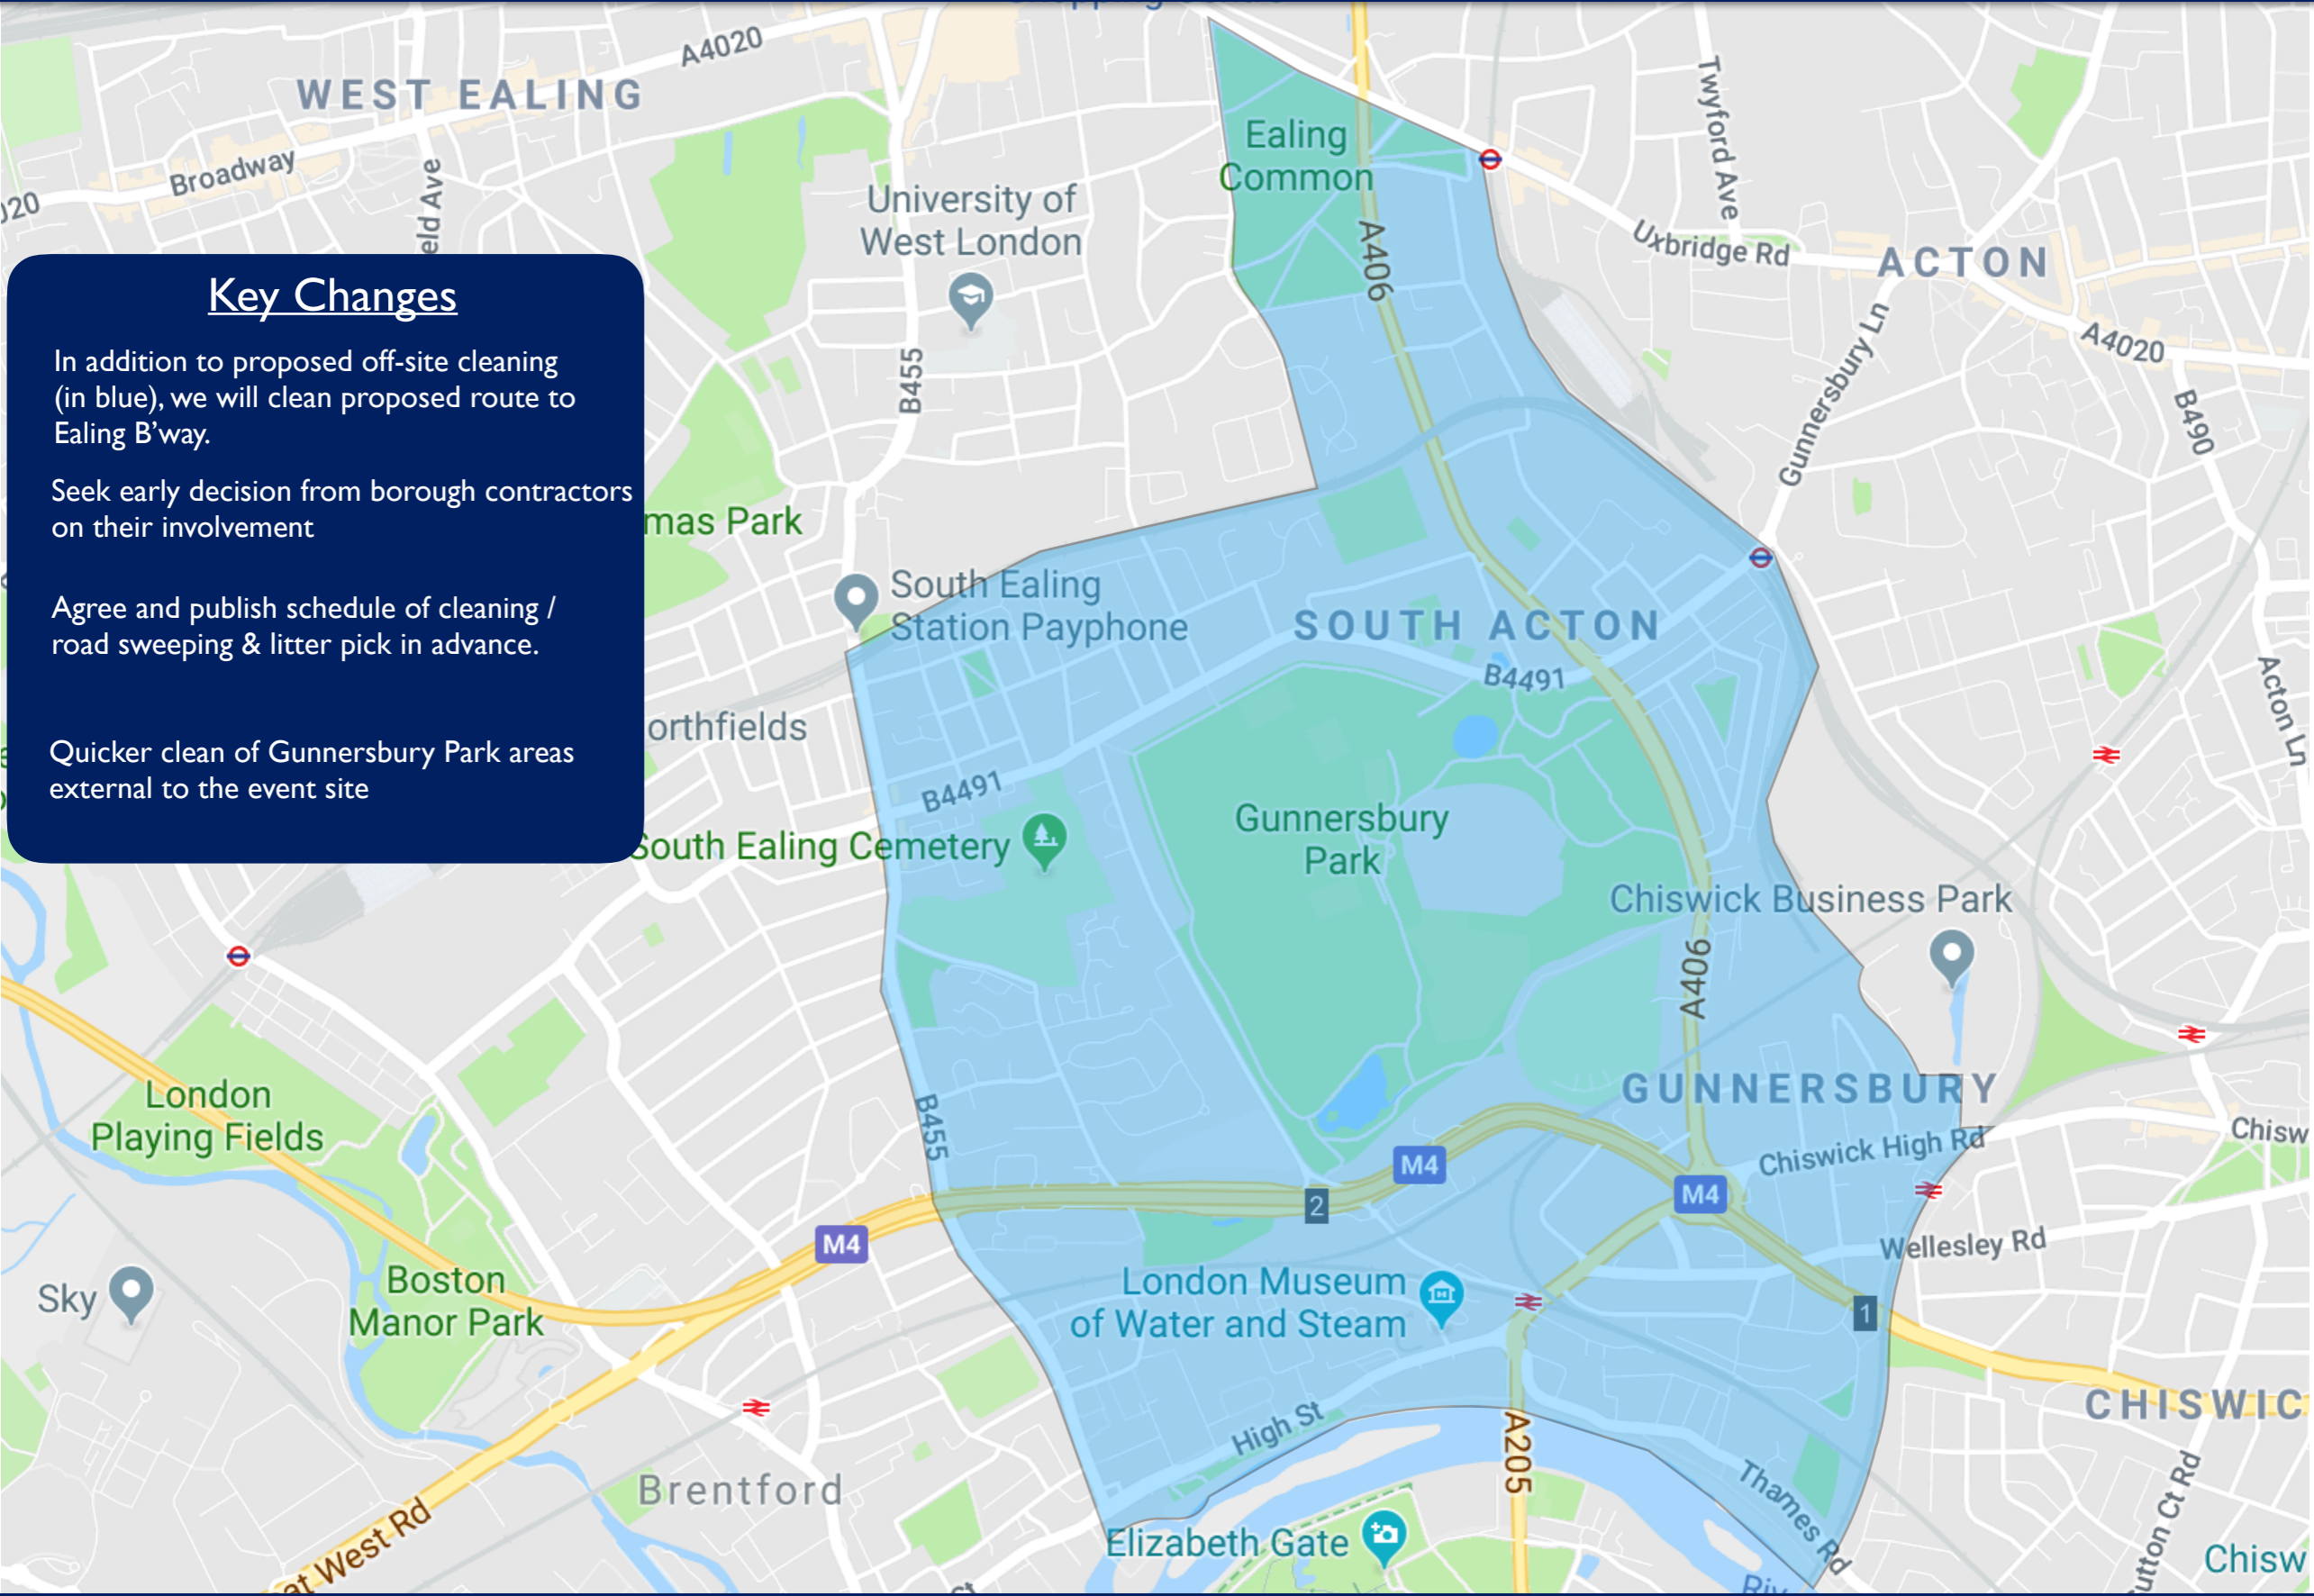 A4020
WEST EALING
Broadway
Ealing
Common
Twyford Ave
University of
West London
A406
Uxbridge Rd
ACTON
A4020
Gunnersbury Ln
B455
B490
Key Changes
In addition to proposed off-site cleaning
(in blue), we will clean proposed route to
Ealing B’way.
Seek early decision from borough contractors
on their involvement
Agree and publish schedule of cleaning /
road sweeping & litter pick in advance.
Quicker clean of Gunnersbury Park areas
external to the event site
mas Park
South Ealing
Station Payphone
SOUTH ACTON
B4491
Acton Ln
orthfields
B4491
South Ealing Cemetery
Gunnersbury
Park
Chiswick Business Park
A406
London
Playing Fields
B455
GUNNERSBURY
Chiswick High Rd
Chisw
M4
M4
2
M4
Wellesley Rd
Sky
Boston
Manor Park
London Museum
of Water and Steam
1
High St
A205
CHISWIC
Brentford
Thames Rd
at West Rd
Elizabeth Gate
utton Ct Rd
Chisw
Riv